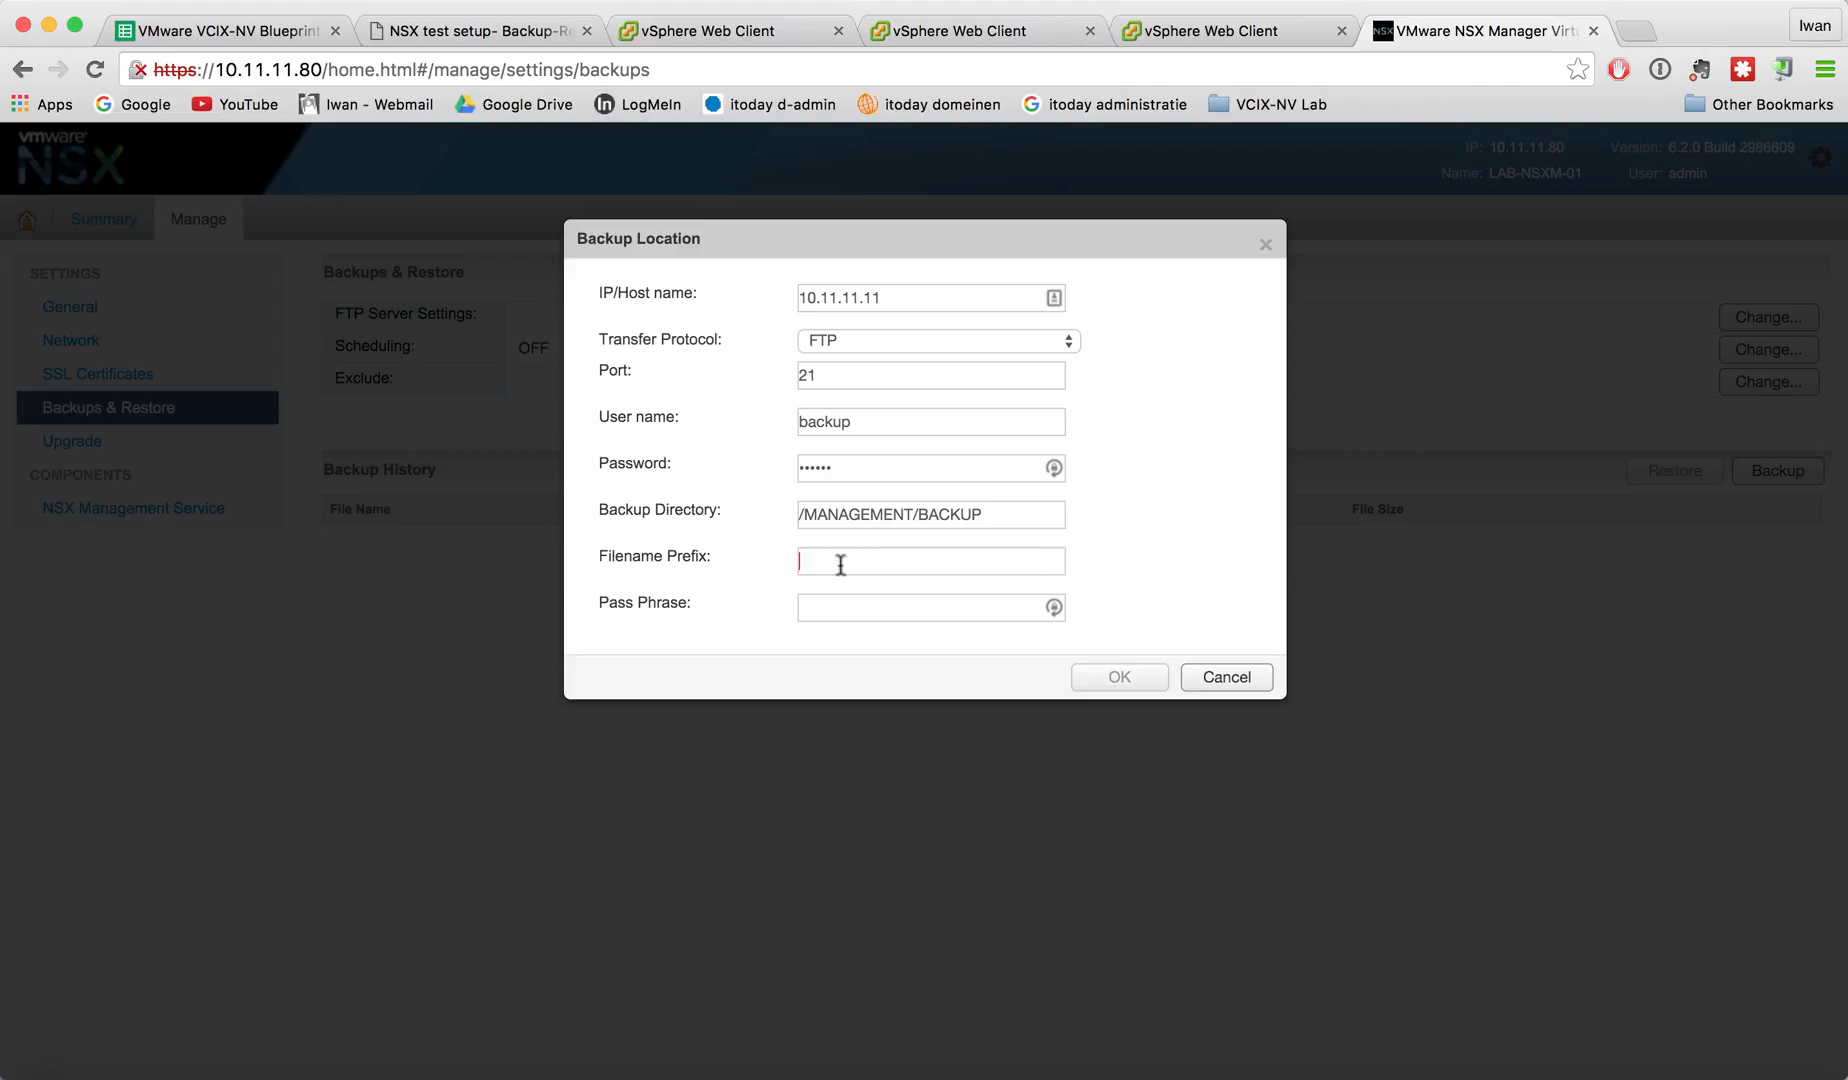 VMware VCIX-NV Blueprint
NSX test setup- Backup-Re
vSphere Web Client
vSphere Web Client
vSphere Web Client
VMware NSX Manager Virtu
Iwan
https://10.11.11.80/home.html#/manage/settings/backups
Apps
Google
YouTube
Iwan - Webmail
Google Drive
LogMeIn
itoday d-admin
itoday domeinen
itoday administratie
VCIX-NV Lab
Other Bookmarks
vmware
NSX
IP: 10.11.11.80
Version: 6.2.0 Build 2986609
Name: LAB-NSXM-01
User: admin
Summary
Manage
SETTINGS
General
Network
SSL Certificates
Backups & Restore
Upgrade
COMPONENTS
NSX Management Service
Backups & Restore
FTP Server Settings:
Change...
Scheduling:
OFF
Change...
Exclude:
Change...
Backup History
Restore
Backup
File Name
File Size
Backup Location
IP/Host name:
10.11.11.11
Transfer Protocol:
FTP
Port:
21
User name:
backup
Password:
••••••
Backup Directory:
/MANAGEMENT/BACKUP
Filename Prefix:
Pass Phrase:
OK
Cancel